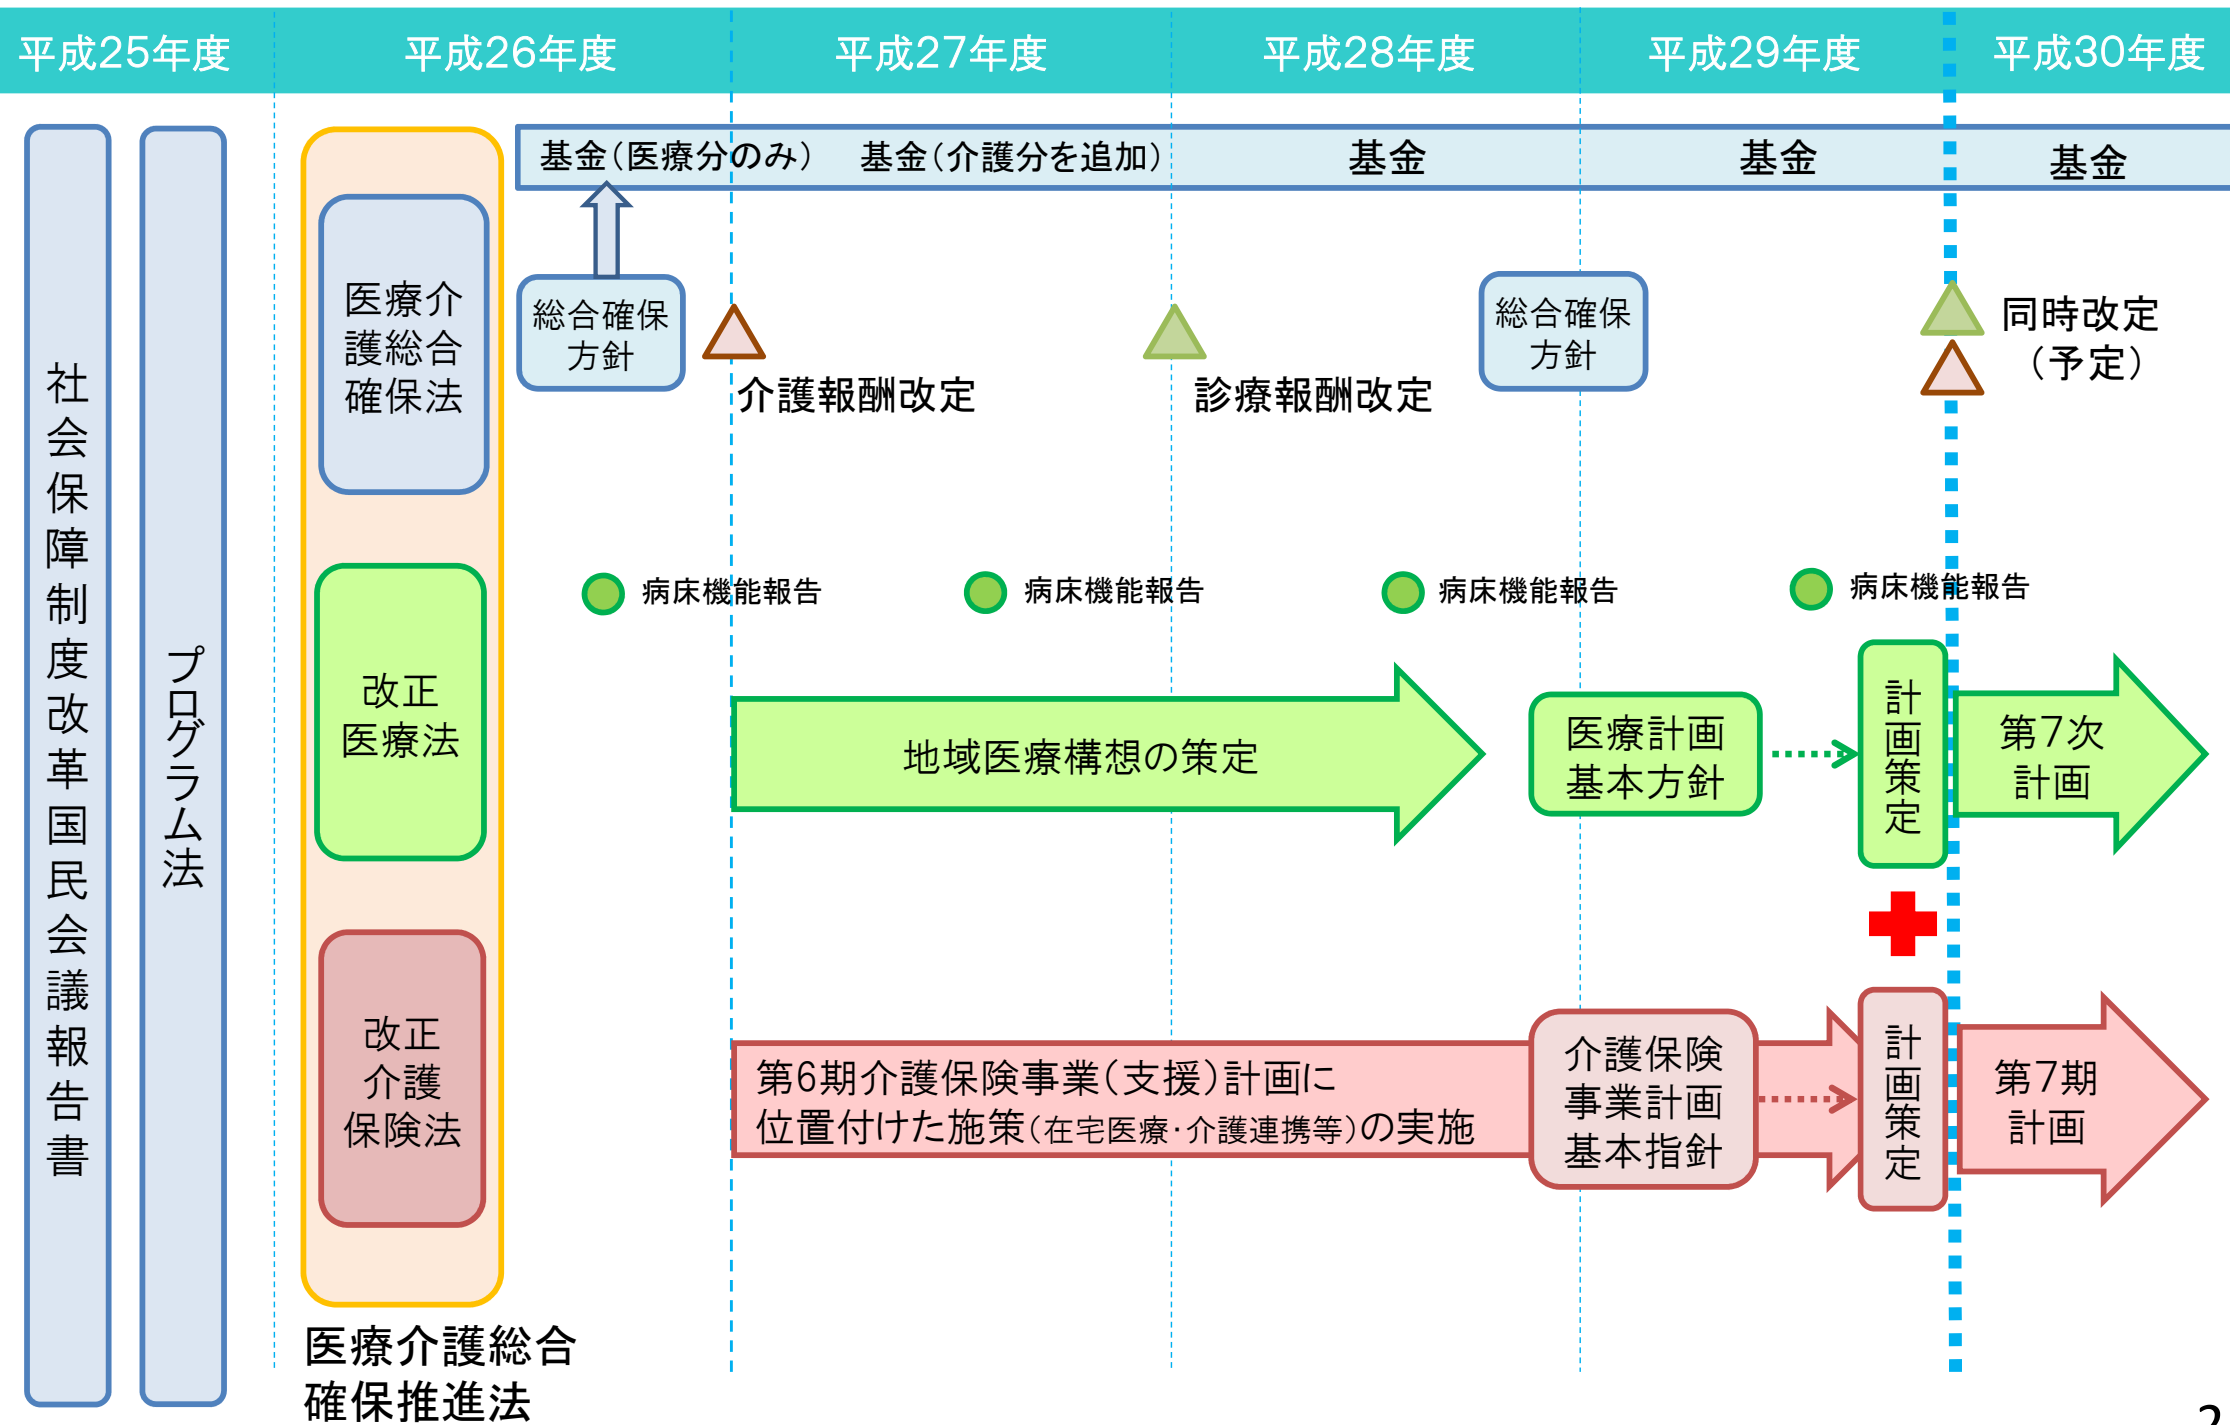 平成25年度
平成26年度
平成27年度
平成28年度
平成29年度
平成30年度
社会保障制度改革国民会議報告書
プログラム法
基金（医療分のみ）
基金（介護分を追加）
基金
基金
基金
医療介
護総合
確保法
総合確保
方針
介護報酬改定
診療報酬改定
総合確保
方針
同時改定
（予定）
病床機能報告
病床機能報告
病床機能報告
病床機能報告
改正
医療法
地域医療構想の策定
医療計画
基本方針
計画策定
第7次
計画
改正
介護
保険法
第6期介護保険事業（支援）計画に
位置付けた施策（在宅医療・介護連携等）の実施
介護保険
事業計画
基本指針
計画策定
第7期
計画
医療介護総合
確保推進法
2